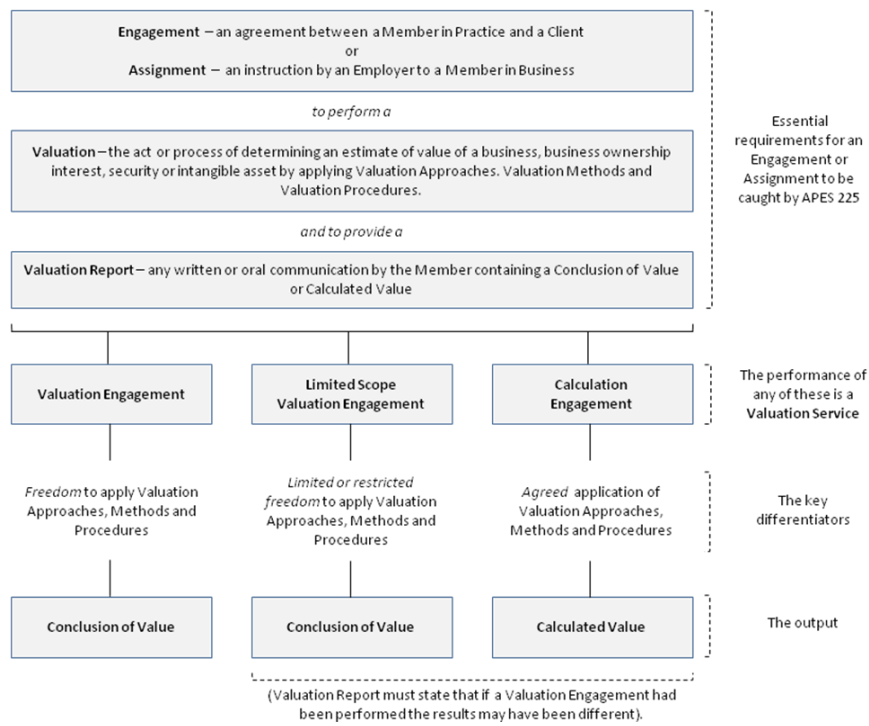 Engagement – an agreement between a Member in Practice and a Client
or
Assignment – an instruction by an Employer to a Member in Business
to perform a
Valuation – the act or process of determining an estimate of value of a business, business ownership
interest, security or intangible asset by applying Valuation Approaches. Valuation Methods and
Valuation Procedures.
and to provide a
Valuation Report – any written or oral communication by the Member containing a Conclusion of Value
or Calculated Value
Essential
requirements for an
Engagement or
Assignment to be
caught by APES 225
Valuation Engagement
Limited Scope
Valuation Engagement
Calculation
Engagement
The performance of
any of these is a
Valuation Service
Freedom to apply Valuation
Approaches, Methods and
Procedures
Limited or restricted
freedom to apply Valuation
Approaches, Methods and
Procedures
Agreed application of
Valuation Approaches,
Methods and Procedures
The key
differentiators
Conclusion of Value
Conclusion of Value
Calculated Value
The output
(Valuation Report must state that if a Valuation Engagement had
been performed the results may have been different).